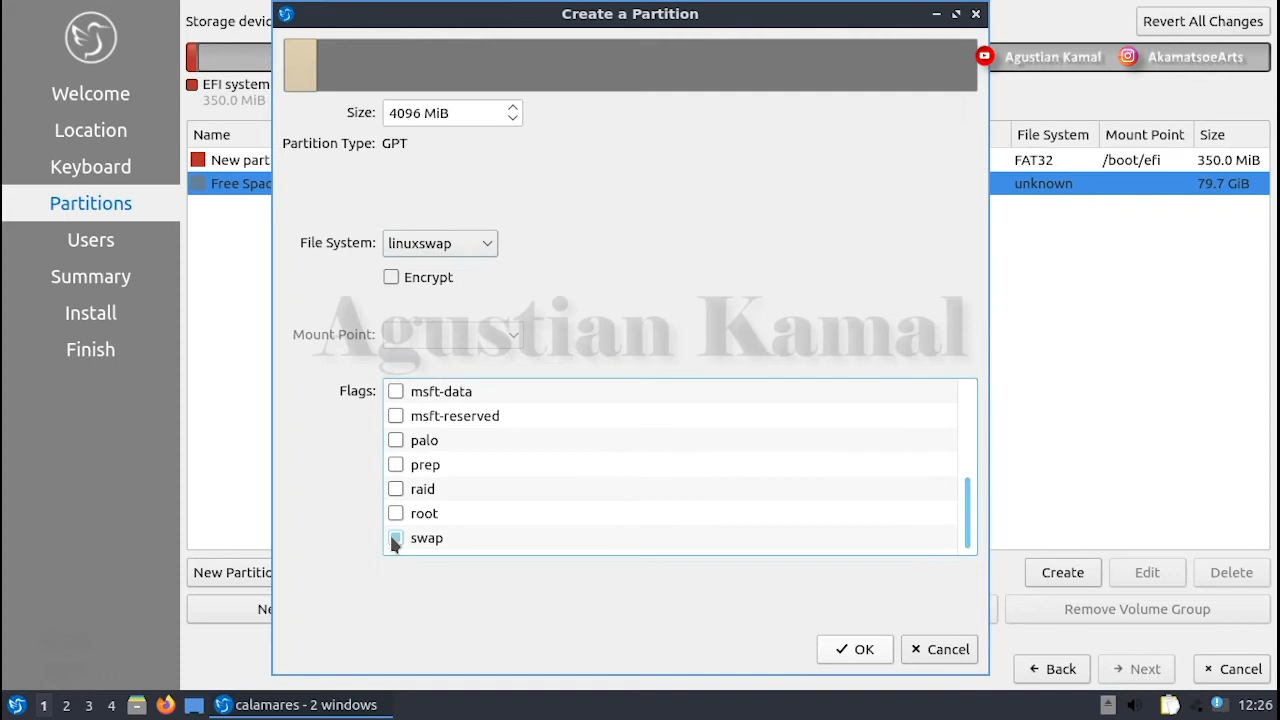 Create a Partition
Storage devic
Revert All Changes
Agustian Kamal
AkamatsoeArts
EFI system
350.0 MiB
Welcome
Location
Keyboard
Partitions
Users
Summary
Install
Finish
Size: 4096 MiB
Partition Type: GPT
Name
File System
Mount Point
Size
New part
FAT32
/boot/efi
350.0 MiB
Free Spac
unknown
79.7 GiB
File System: linuxswap
Encrypt
Agustian Kamal
Mount Point:
Flags:
msft-data
msft-reserved
palo
prep
raid
root
swap
New Partitio
Create
Edit
Delete
Ne
Remove Volume Group
OK
Cancel
Back
Next
Cancel
1
2
3
4
calamares - 2 windows
12:26